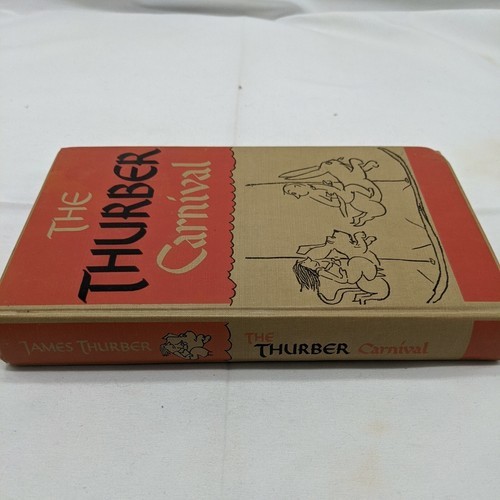 THE
THURBER
Carnival
JAMES THURBER
THE
THURBER Carnival